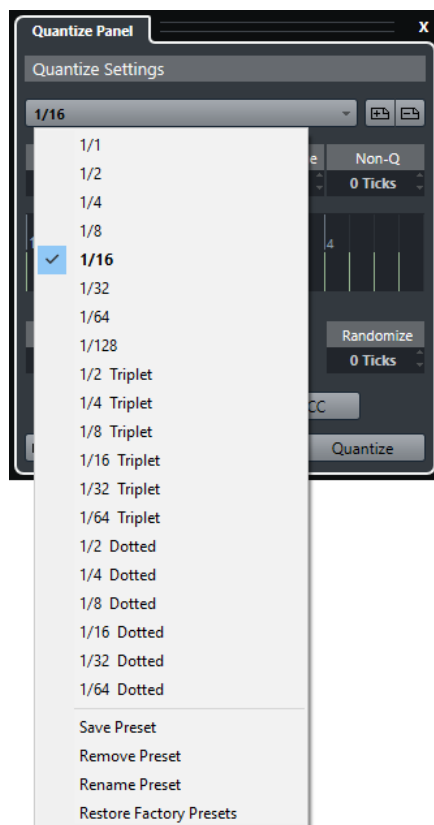 Quantize Panel
X
Quantize Settings
1/16
1/1
1/2
1/4
1/8
1/16
1/32
1/64
1/128
1/2 Triplet
1/4 Triplet
1/8 Triplet
1/16 Triplet
1/32 Triplet
1/64 Triplet
1/2 Dotted
1/4 Dotted
1/8 Dotted
1/16 Dotted
1/32 Dotted
1/64 Dotted
Save Preset
Remove Preset
Rename Preset
Restore Factory Presets
Non-Q
0 Ticks
4
Randomize
0 Ticks
CC
Quantize